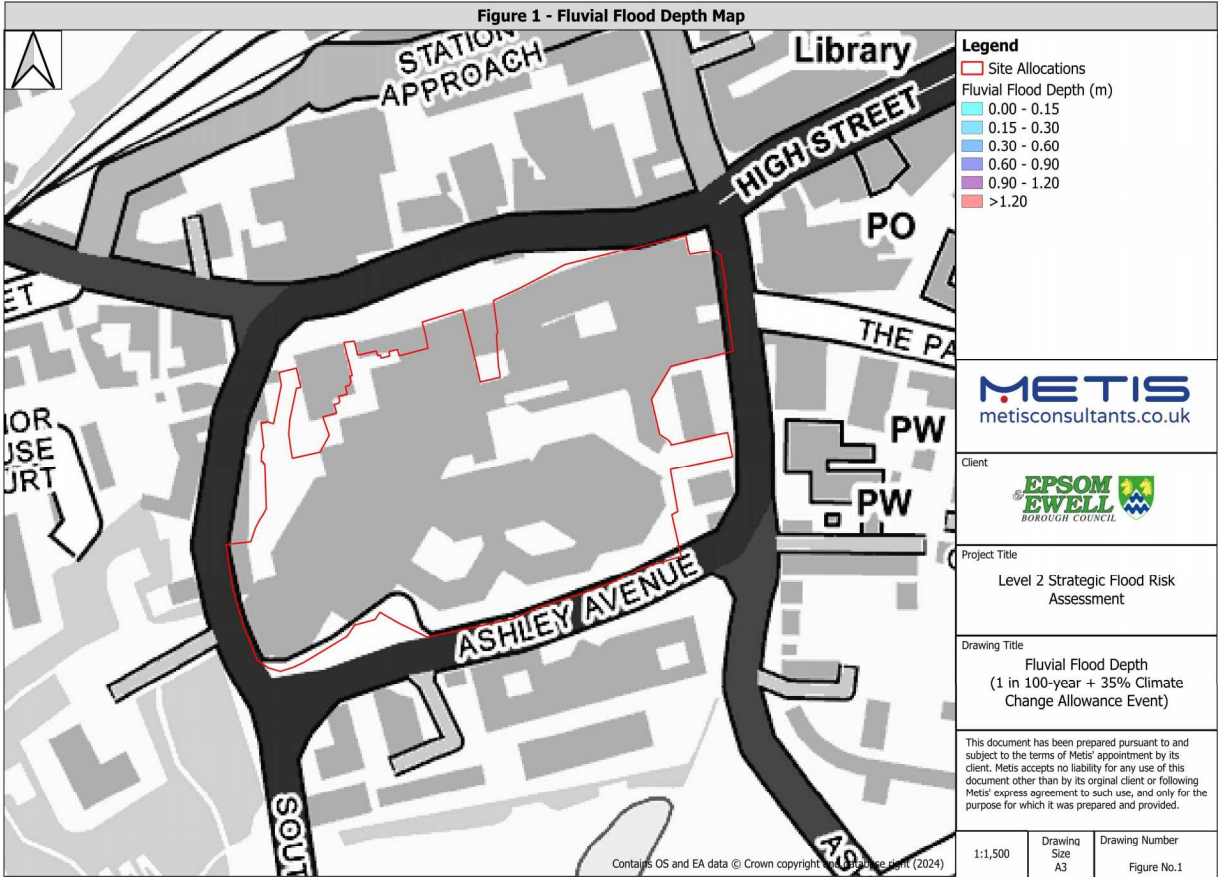 Figure 1 - Fluvial Flood Depth Map
STATION
APPROACH
Library
HIGH STREET
PO
ET
THE PA
IOR
USE
URT
PW
PW
ASHLEY AVENUE
SOUT
AS
Contains OS and EA data © Crown copyright and database right (2024)
Legend
Site Allocations
Fluvial Flood Depth (m)
0.00 - 0.15
0.15 - 0.30
0.30 - 0.60
0.60 - 0.90
0.90 - 1.20
>1.20
METIS
metisconsultants.co.uk
Client
EPSOM
& EWELL
BOROUGH COUNCIL
Project Title
Level 2 Strategic Flood Risk
Assessment
Drawing Title
Fluvial Flood Depth
(1 in 100-year + 35% Climate
Change Allowance Event)
This document has been prepared pursuant to and
subject to the terms of Metis' appointment by its
client. Metis accepts no liability for any use of this
document other than by its orginal client or following
Metis' express agreement to such use, and only for the
purpose for which it was prepared and provided.
1:1,500
Drawing
Size
A3
Drawing Number
Figure No.1